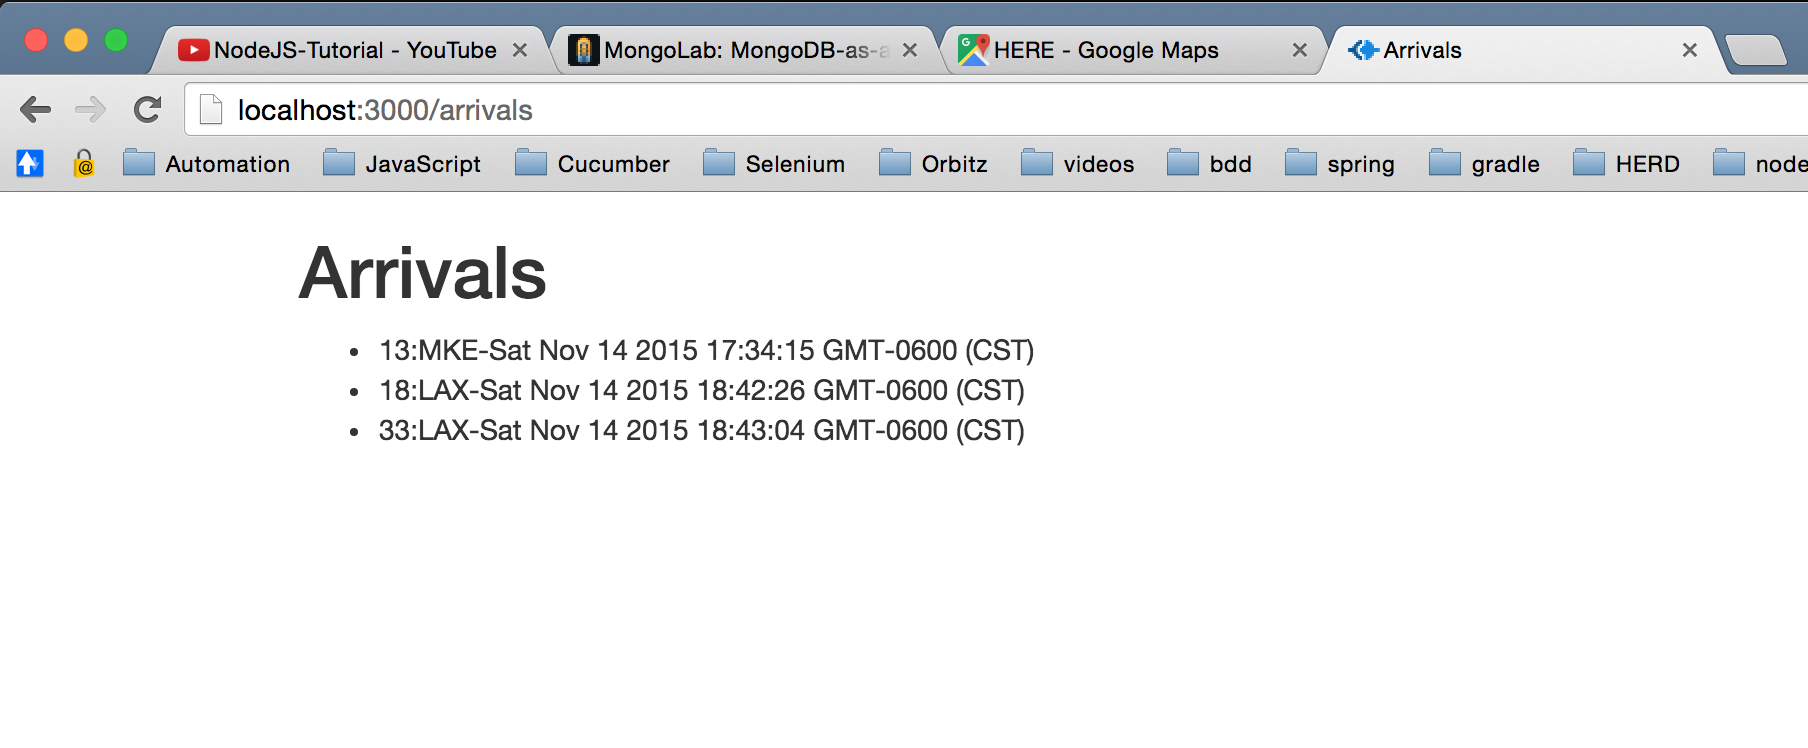 NodeJS-Tutorial - YouTube
MongoLab: MongoDB-as-a
HERE - Google Maps
Arrivals
localhost:3000/arrivals
Automation JavaScript Cucumber Selenium Orbitz videos bdd spring gradle HERD node
Arrivals
13:MKE-Sat Nov 14 2015 17:34:15 GMT-0600 (CST)
18:LAX-Sat Nov 14 2015 18:42:26 GMT-0600 (CST)
33:LAX-Sat Nov 14 2015 18:43:04 GMT-0600 (CST)